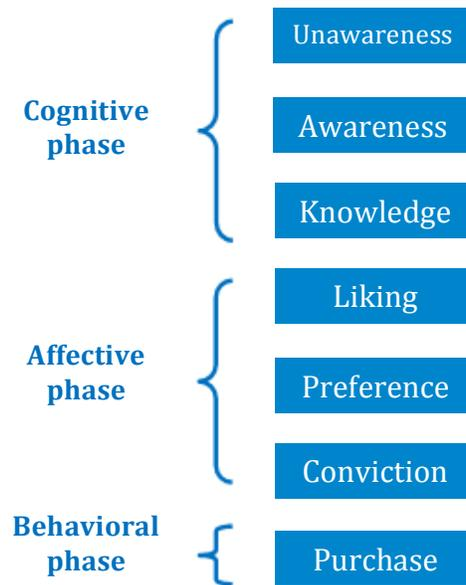 Cognitive
phase
Unawareness
Awareness
Knowledge
Affective
phase
Liking
Preference
Conviction
Behavioral
phase
Purchase